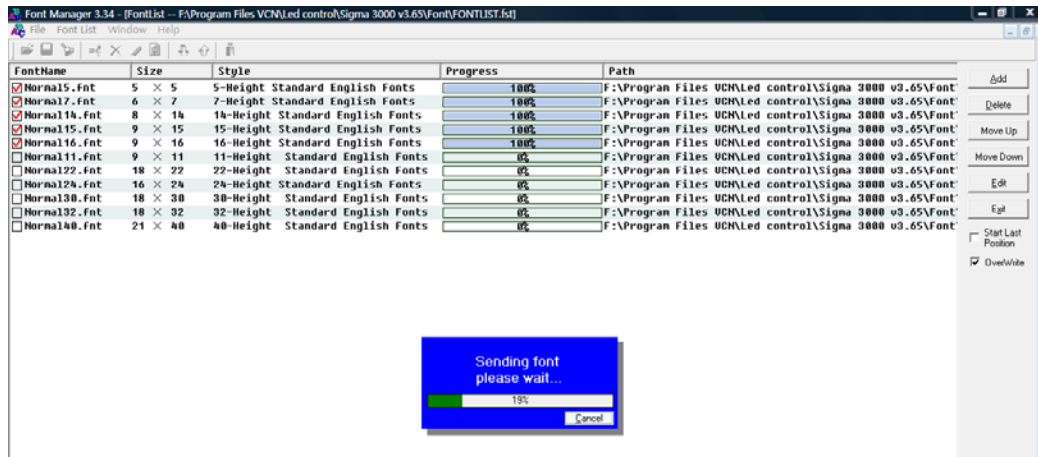 Font Manager 3.34 - [FontList -- F:\Program Files VCN\Led control\Sigma 3000 v3.65\Font\FONTLIST.fst]
File Font List Window Help
FontName Size Style Progress Path
Normal5.fnt 5 × 5 5-Height Standard English Fonts 100% F:\Program Files VCN\Led control\Sigma 3000 v3.65\Font\
Normal7.fnt 6 × 7 7-Height Standard English Fonts 100% F:\Program Files VCN\Led control\Sigma 3000 v3.65\Font\
Normal14.fnt 8 × 14 14-Height Standard English Fonts 100% F:\Program Files VCN\Led control\Sigma 3000 v3.65\Font\
Normal15.fnt 9 × 15 15-Height Standard English Fonts 100% F:\Program Files VCN\Led control\Sigma 3000 v3.65\Font\
Normal16.fnt 9 × 16 16-Height Standard English Fonts 100% F:\Program Files VCN\Led control\Sigma 3000 v3.65\Font\
Normal11.fnt 9 × 11 11-Height Standard English Fonts 0% F:\Program Files VCN\Led control\Sigma 3000 v3.65\Font\
Normal22.fnt 18 × 22 22-Height Standard English Fonts 0% F:\Program Files VCN\Led control\Sigma 3000 v3.65\Font\
Normal24.fnt 16 × 24 24-Height Standard English Fonts 0% F:\Program Files VCN\Led control\Sigma 3000 v3.65\Font\
Normal30.fnt 18 × 30 30-Height Standard English Fonts 0% F:\Program Files VCN\Led control\Sigma 3000 v3.65\Font\
Normal32.fnt 18 × 32 32-Height Standard English Fonts 0% F:\Program Files VCN\Led control\Sigma 3000 v3.65\Font\
Normal40.fnt 21 × 40 40-Height Standard English Fonts 0% F:\Program Files VCN\Led control\Sigma 3000 v3.65\Font\
Add
Delete
Move Up
Move Down
Edit
Exit
Start Last
Position
OverWrite
Sending font
please wait...
19%
Cancel